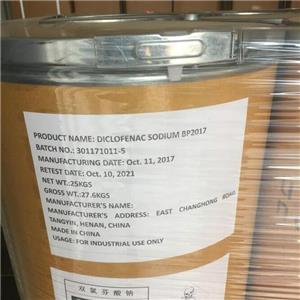 PRODUCT NAME: DICLOFENAC SODIUM BP2017
BATCH NO.: 301171011-5
MANUFACTURING DATE: Oct. 11, 2017
RETEST DATE: Oct. 10, 2021
NET WT.:25KGS
GROSS WT.:27.6KGS
MANUFACTURER'S NAME:
MANUFACTURER'S ADDRESS: EAST CHANGHONG ROAD,
TANGYIN, HENAN, CHINA
MADE IN CHINA
USAGE: FOR INDUSTRIAL USE ONLY
双氯芬酸钠